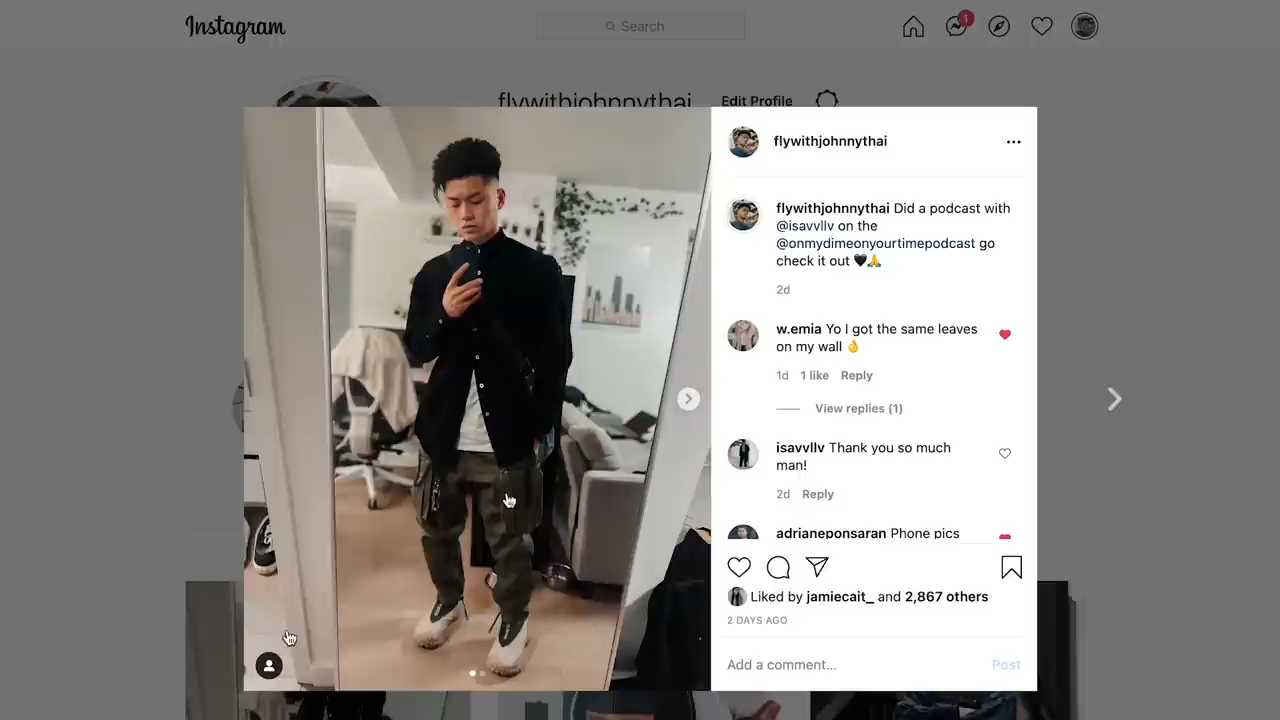 Instagram
Search
1
flywithjohnnythai
Edit Profile
flywithjohnnythai
flywithjohnnythai Did a podcast with
@isavvllv on the
@onmydimeonyourtimepodcast go
check it out 🖤🙏
2d
w.emia Yo I got the same leaves
on my wall 👌
1d 1 like Reply
View replies (1)
isavvllv Thank you so much
man!
2d Reply
adrianeponsaran Phone pics
Liked by jamiecait_ and 2,867 others
2 DAYS AGO
Add a comment...
Post